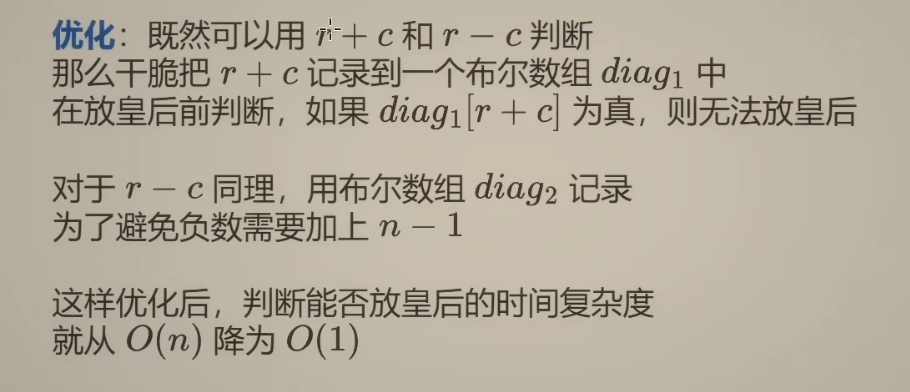 优化：既然可以用 r + c 和 r − c 判断
那么干脆把 r + c 记录到一个布尔数组 diag₁ 中
在放皇后前判断，如果 diag₁[r + c] 为真，则无法放皇后
对于 r − c 同理，用布尔数组 diag₂ 记录
为了避免负数需要加上 n − 1
这样优化后，判断能否放皇后的时间复杂度
就从 O(n) 降为 O(1)